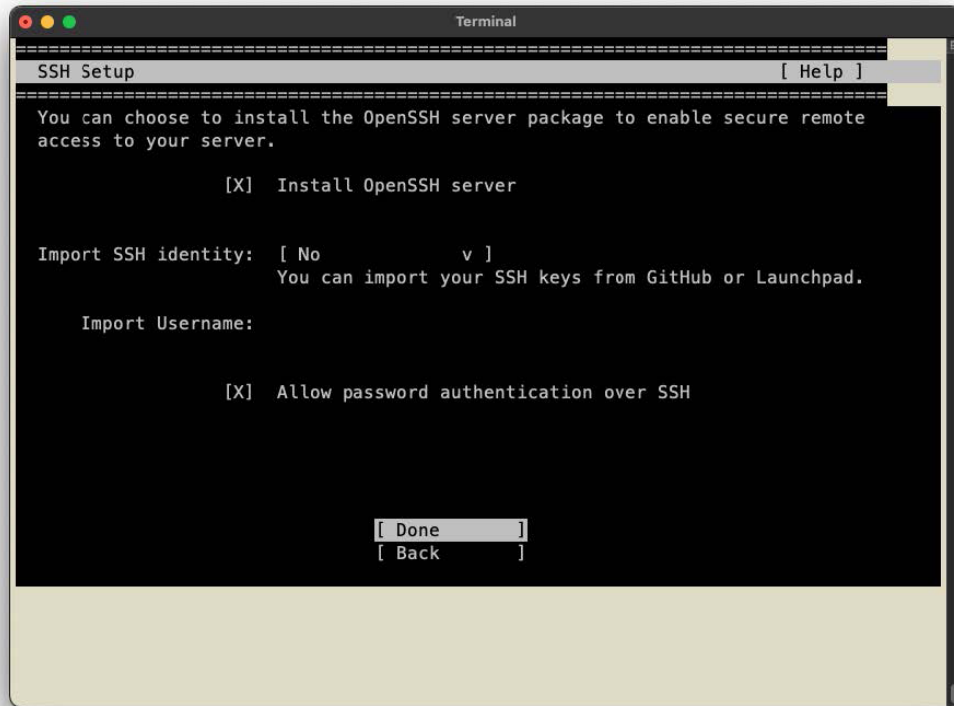 Terminal
================================================================================
SSH Setup [ Help ]
================================================================================
You can choose to install the OpenSSH server package to enable secure remote
access to your server.
[X] Install OpenSSH server
Import SSH identity: [ No v ]
You can import your SSH keys from GitHub or Launchpad.
Import Username:
[X] Allow password authentication over SSH
[ Done ]
[ Back ]